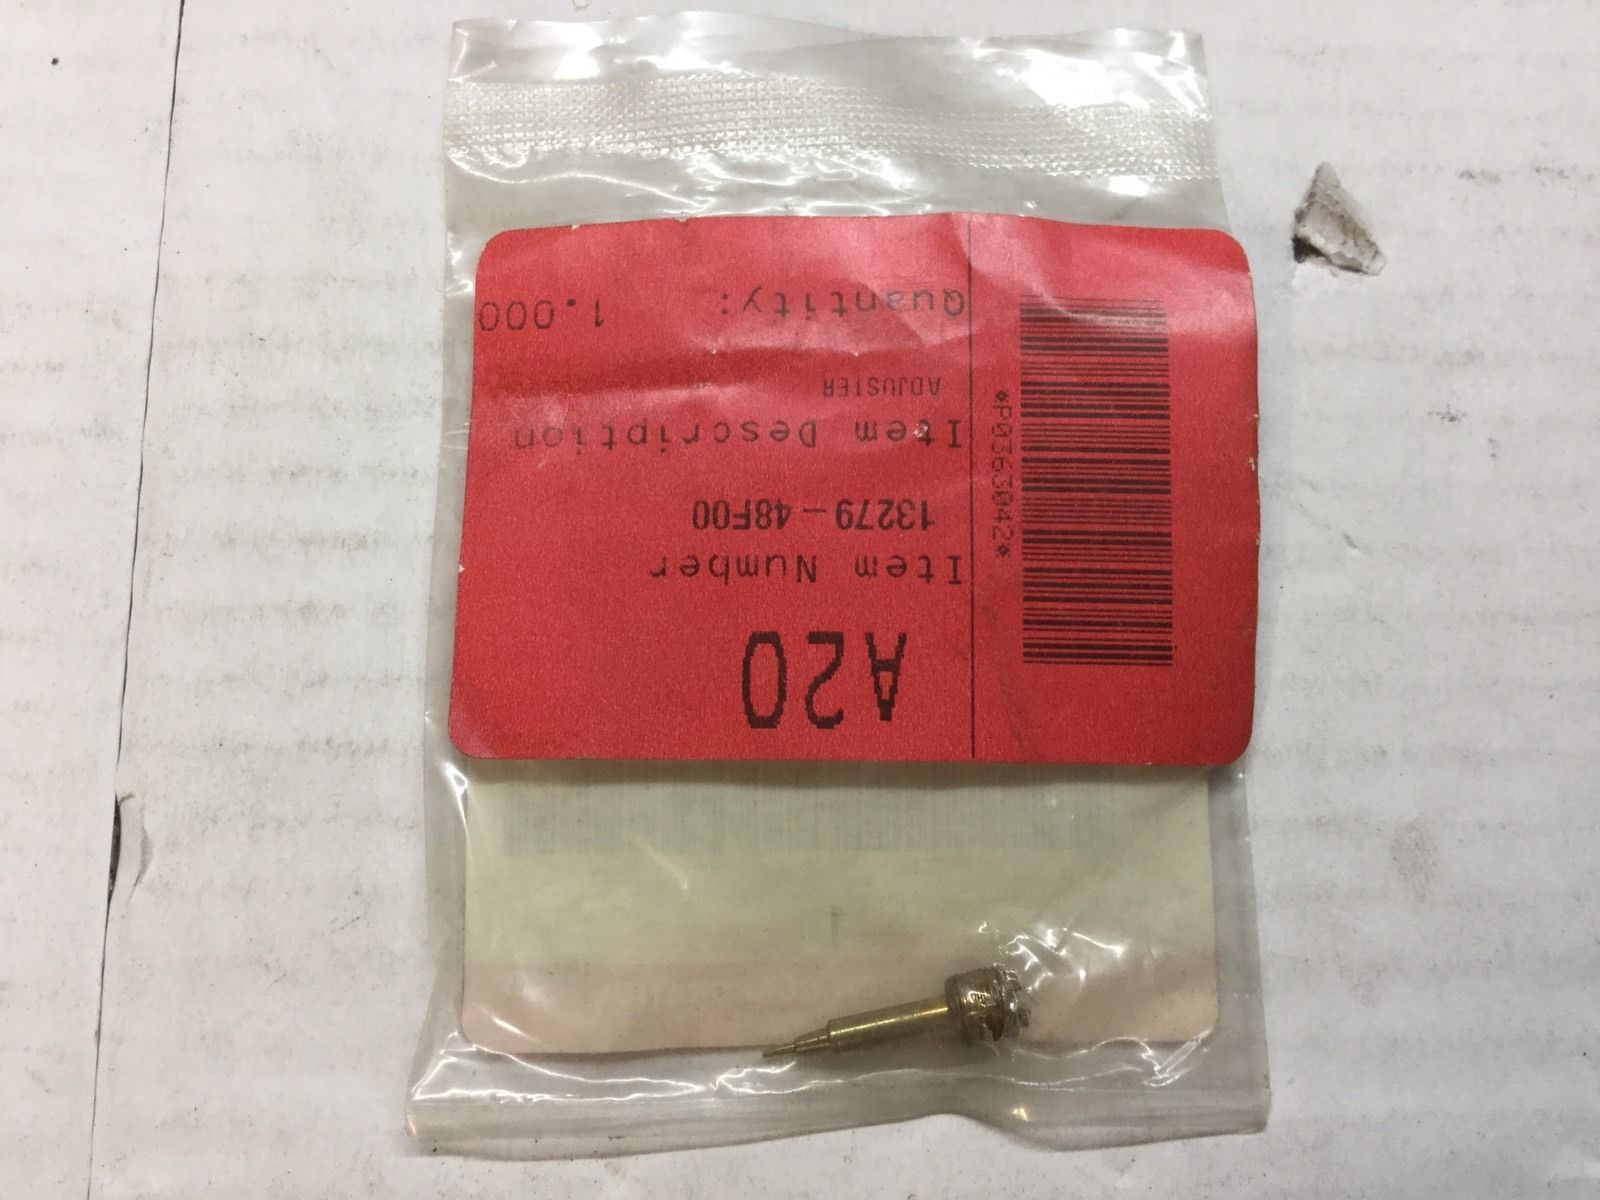 A20
Item Number
13279-48F00
Item Description
ADJUSTER
Quantity: 1.000
*P0363042*